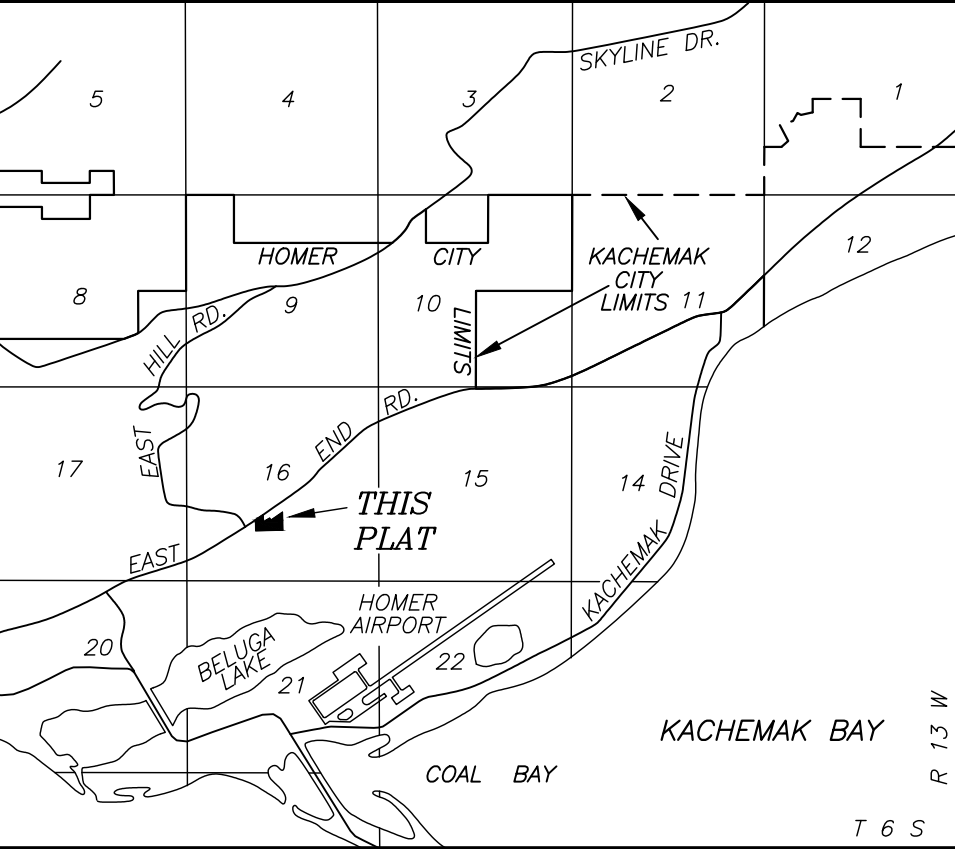 SKYLINE DR.
5
4
3
2
1
HOMER
CITY
KACHEMAK
CITY
LIMITS
12
8
9
10
11
HILL RD.
LIMITS
END RD.
EAST
17
16
15
14
DRIVE
THIS
PLAT
EAST
KACHEMAK
HOMER
AIRPORT
20
BELUGA
LAKE
21
22
KACHEMAK BAY
R 13 W
COAL BAY
T 6 S